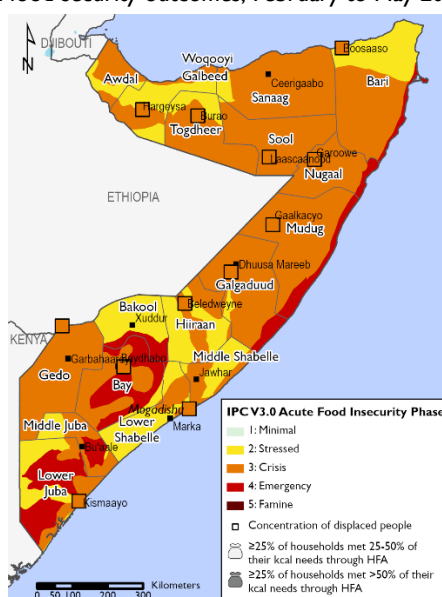 food security outcomes, February to May 20
N
DJIBOUTI
Boosaaso
Awdal
Woqooyi
Galbeed
Ceerigaabo
Bari
Sanaag
Hargeysa
Burao
Togdheer
Sool
Garoowe
Laascaanood
Nugaal
ETHIOPIA
Gaalkacyo
Mudug
Dhuusa Mareeb
Galgaduud
Bakool
Beledweyne
Xuddur
Hiiraan
KENYA
Garbahaarey
Baydhabo
Middle Shabelle
Gedo
Bay
Jawhar
Mogadishu
Middle Juba
Lower
Shabelle
Marka
Bu'aale
Lower
Juba
Kismaayo
IPC V3.0 Acute Food Insecurity Phase
1: Minimal
2: Stressed
3: Crisis
4: Emergency
5: Famine
Concentration of displaced people
≥25% of households met 25-50% of
their kcal needs through HFA
≥25% of households met >50% of their
kcal needs through HFA
Kilometers
0 50 100 200 300